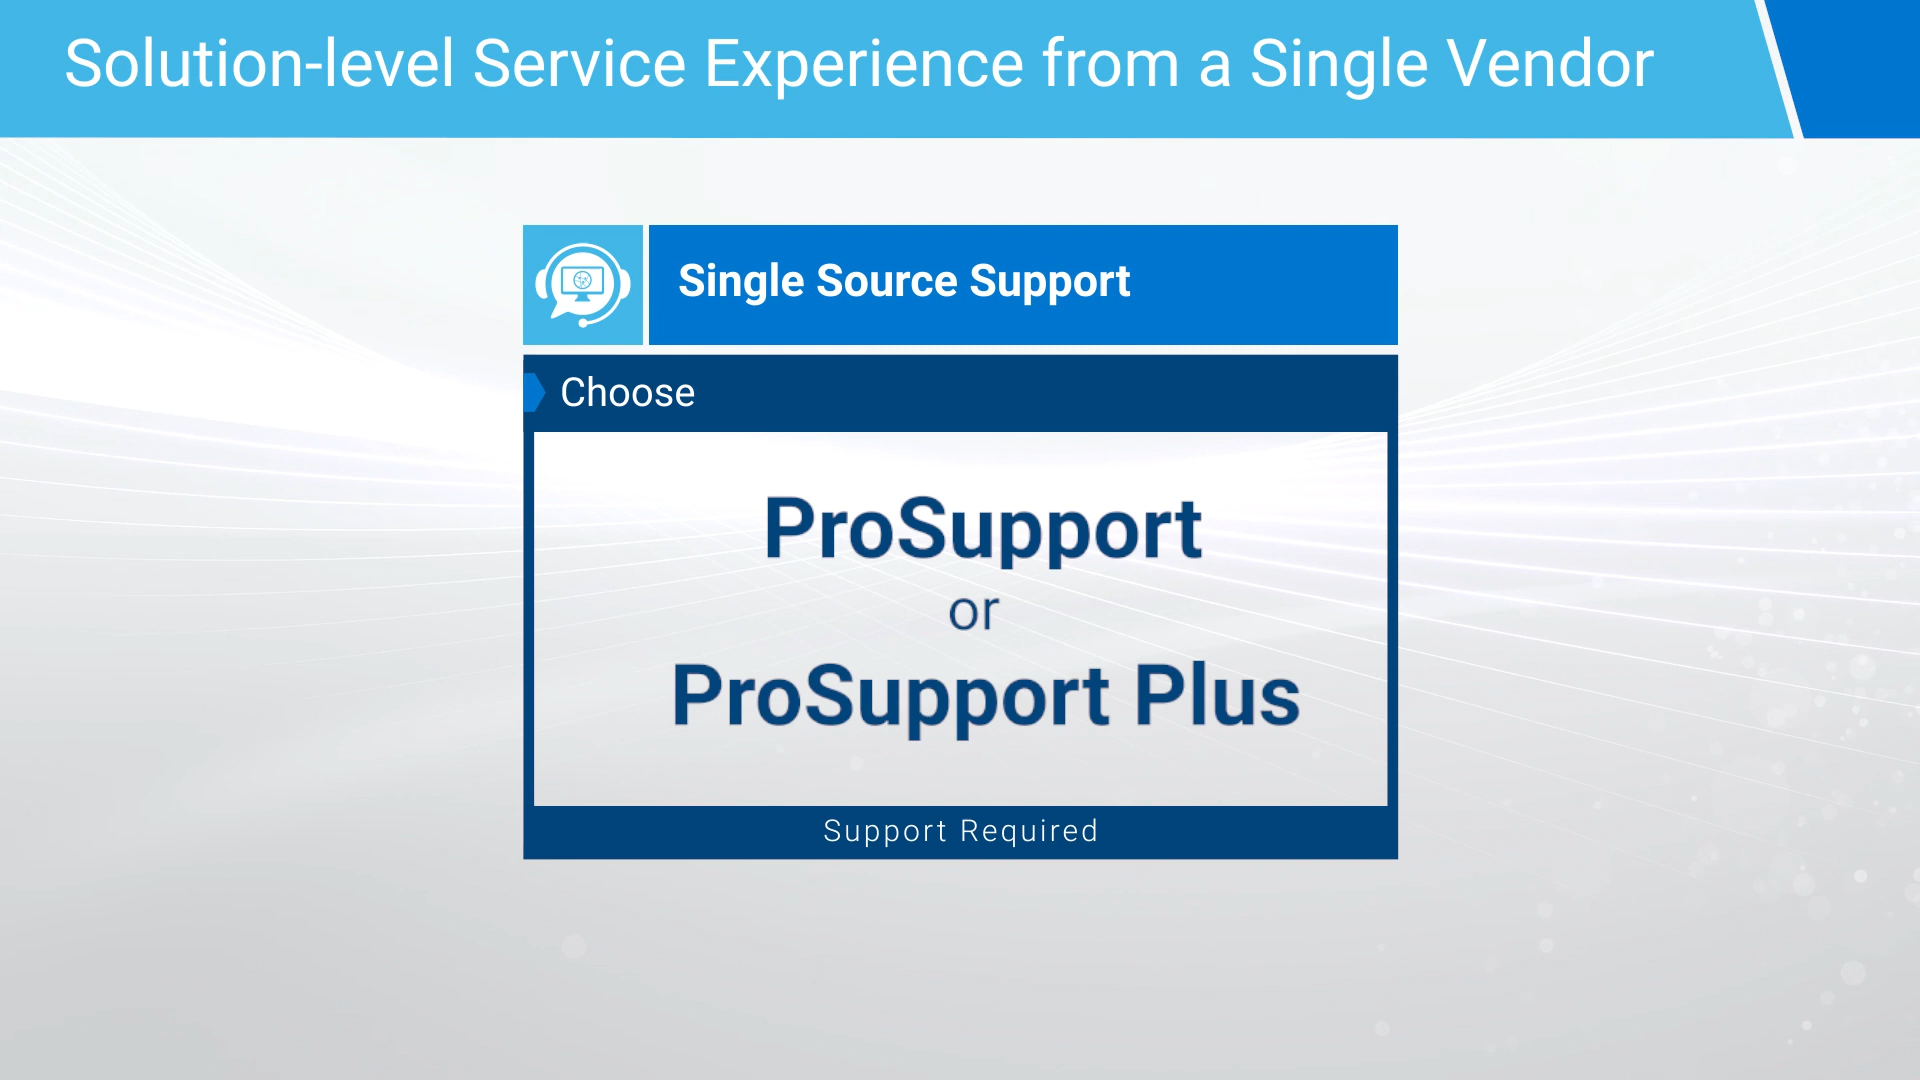 Solution-level Service Experience from a Single Vendor
Single Source Support
Choose
ProSupport
or
ProSupport Plus
Support Required